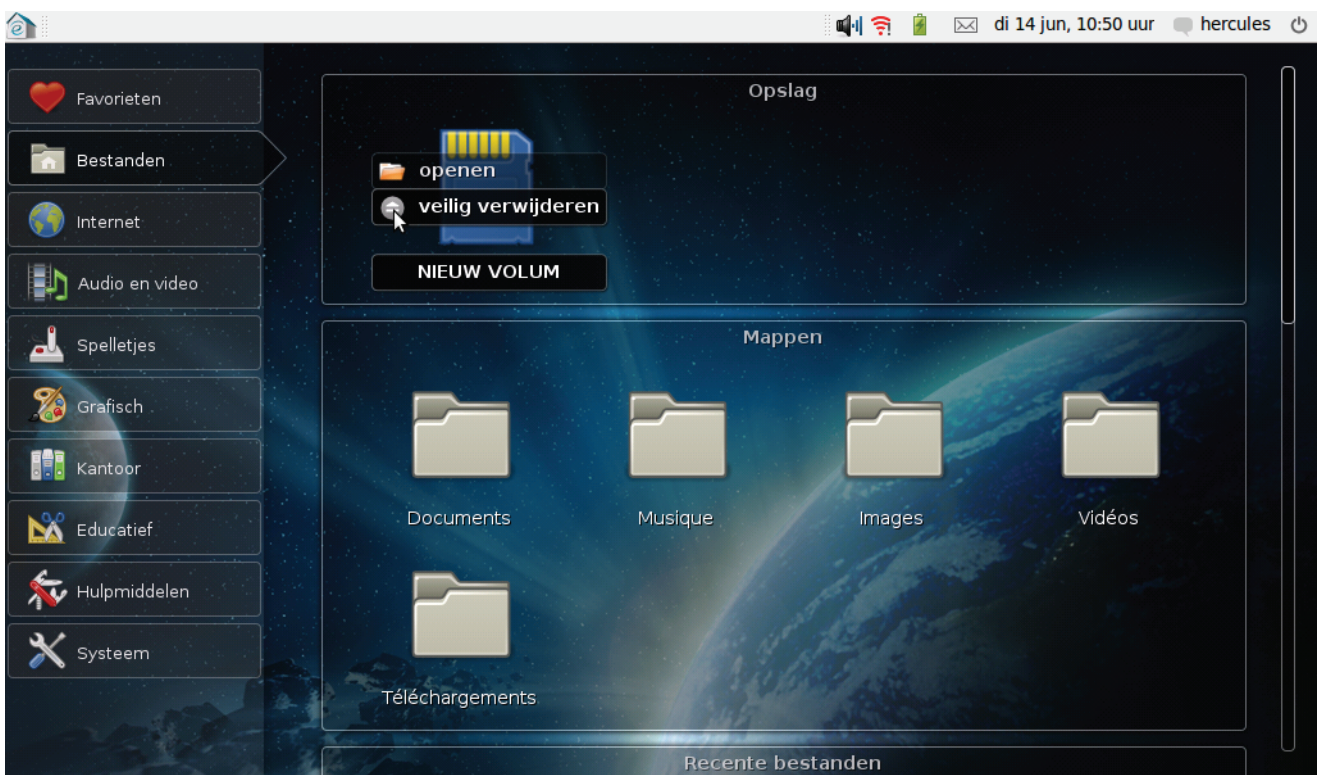 di 14 jun, 10:50 uur hercules
Favorieten
Bestanden
Internet
Audio en video
Spelletjes
Grafisch
Kantoor
Educatief
Hulpmiddelen
Systeem
Opslag
openen
veilig verwijderen
NIEUW VOLUM
Mappen
Documents Musique Images Vidéos
Téléchargements
Recente bestanden